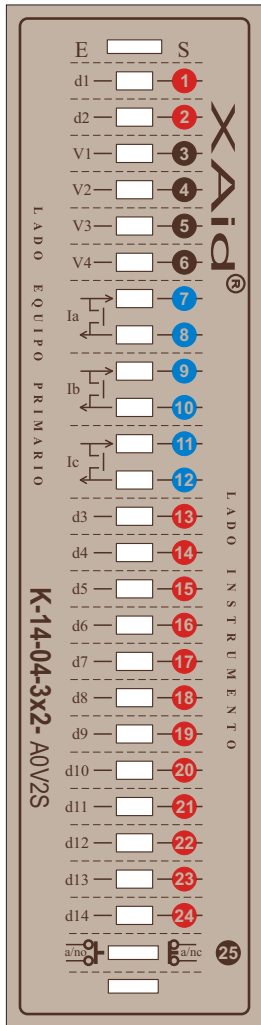 E S
d1 1
d2 2
V1 3
V2 4
V3 5
V4 6
Ia 7
8
Ib 9
10
Ic 11
12
d3 13
d4 14
d5 15
d6 16
d7 17
d8 18
d9 19
d10 20
d11 21
d12 22
d13 23
d14 24
a/no a/nc 25
LADO EQUIPO PRIMARIO
K-14-04-3x2- A0V2S
XAid®
LADO INSTRUMENTO